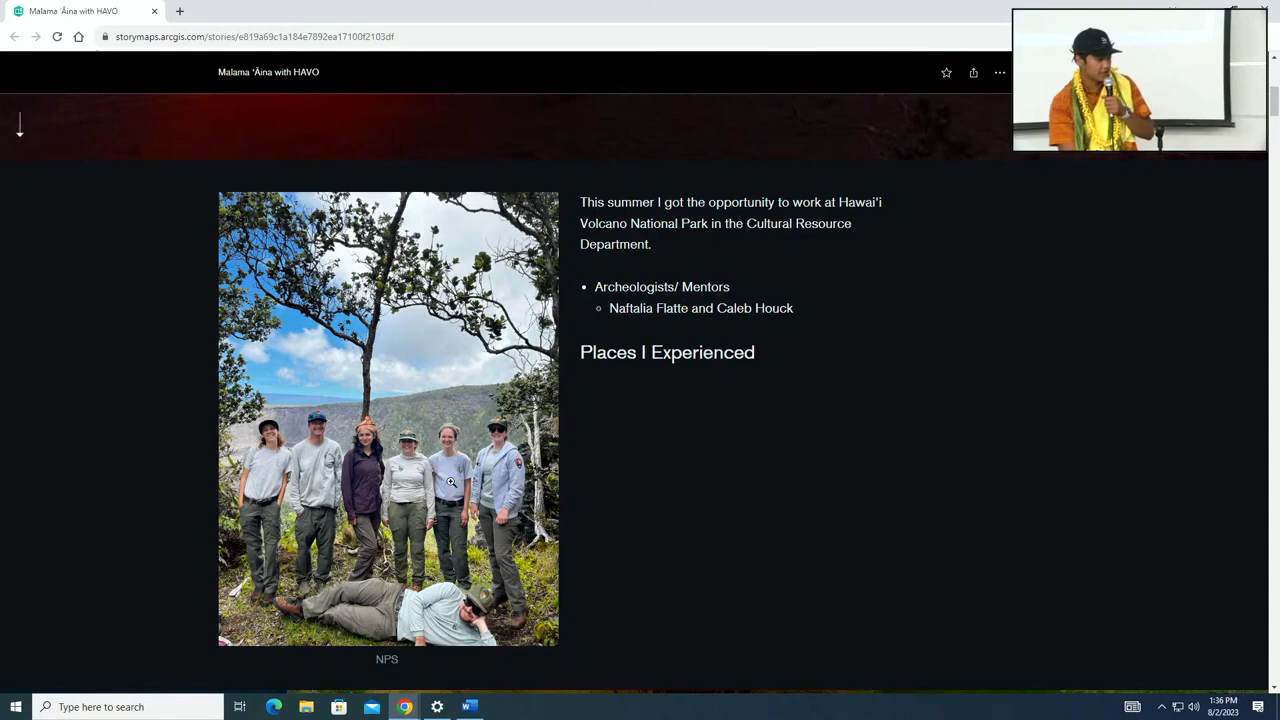 Malama 'Āina with HAVO
storymaps.arcgis.com/stories/e819a69c1a184e7892ea17100f2103df
Malama 'Āina with HAVO
This summer I got the opportunity to work at Hawai'i
Volcano National Park in the Cultural Resource
Department.
Archeologists/ Mentors
Naftalia Flatte and Caleb Houck
Places I Experienced
NPS
Type here to search
1:36 PM
8/2/2023